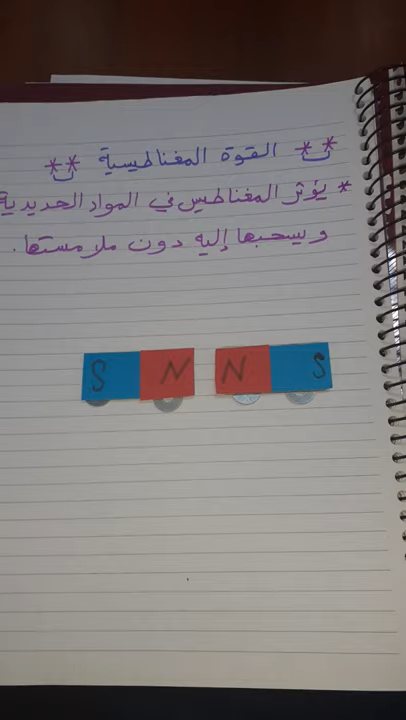 ** القوة المغناطيسية **
* يؤثر المغناطيس في المواد الحديدية
ويسحبها إليه دون ملامستها.
S N N S